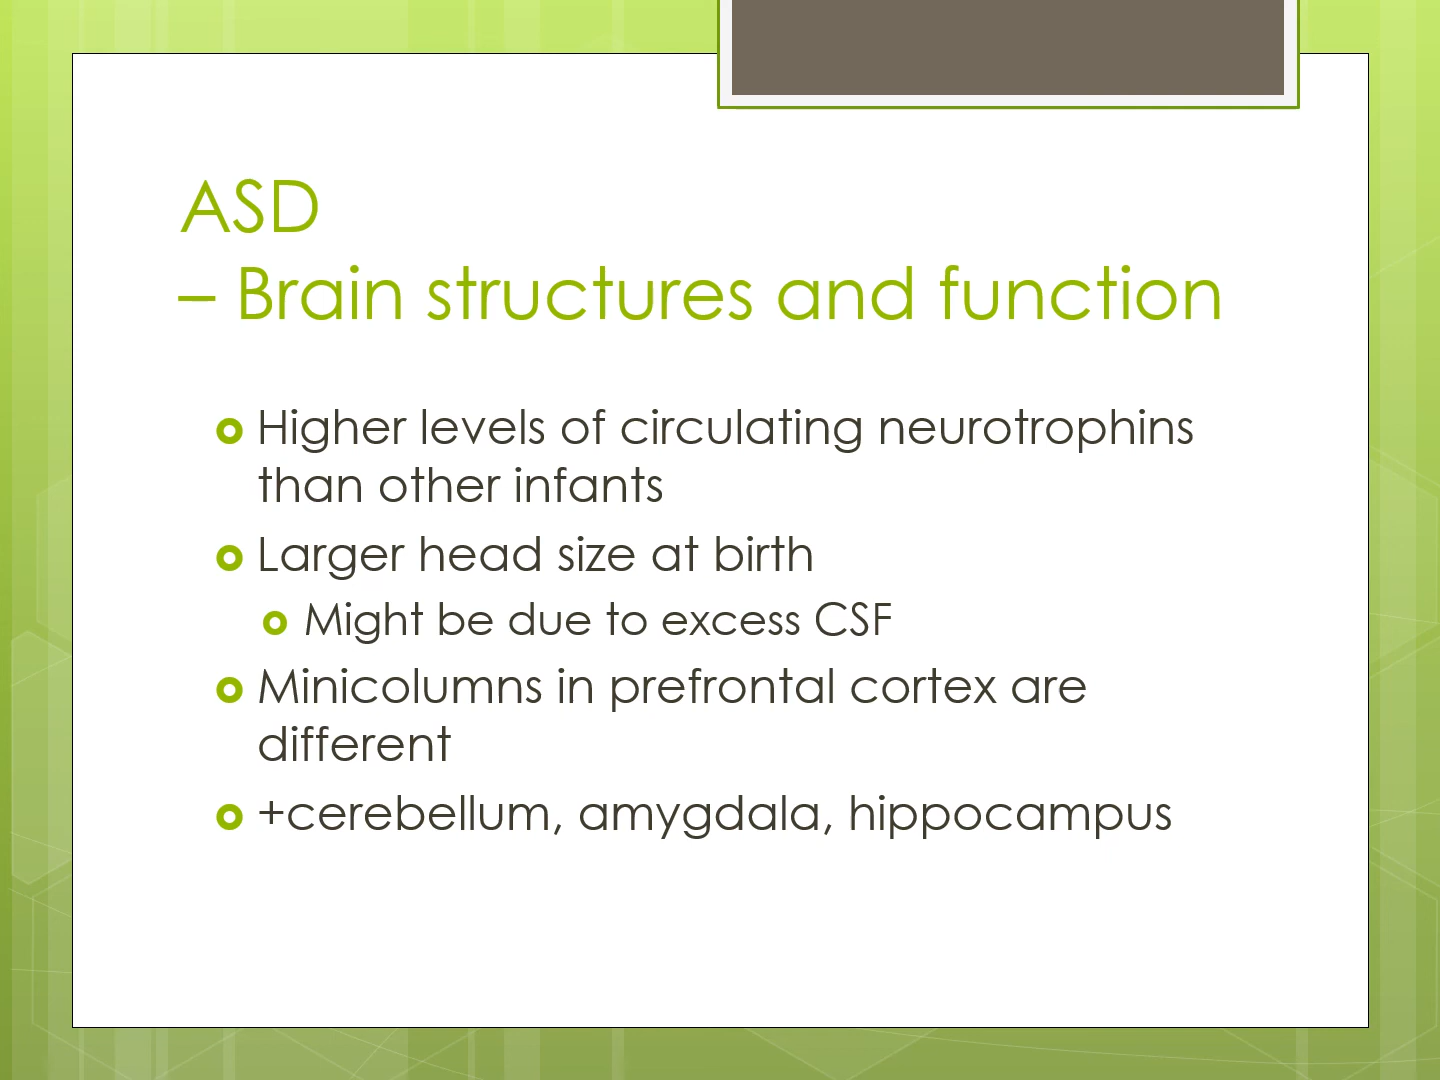 ASD
– Brain structures and function
Higher levels of circulating neurotrophins
than other infants
Larger head size at birth
Might be due to excess CSF
Minicolumns in prefrontal cortex are
different
+cerebellum, amygdala, hippocampus